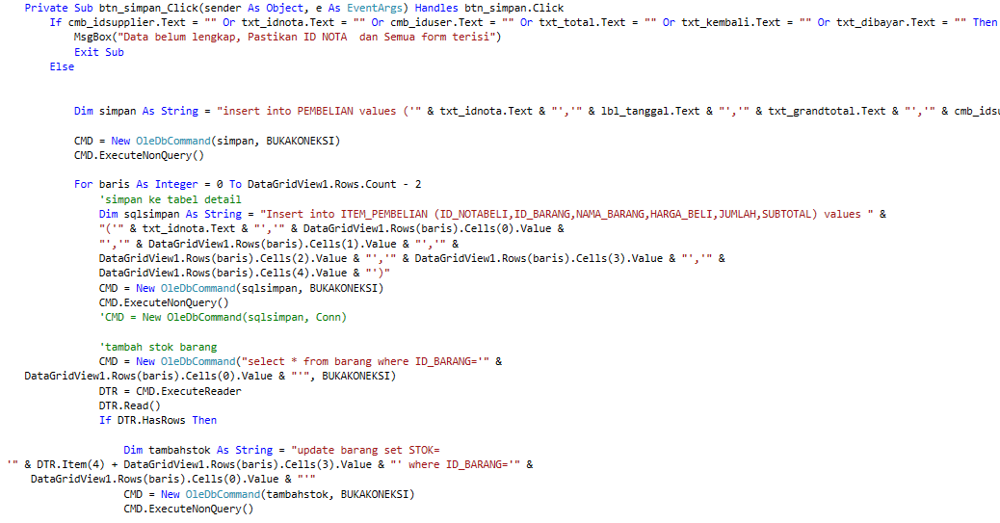 Private Sub btn_simpan_Click(sender As Object, e As EventArgs) Handles btn_simpan.Click
If cmb_idsupplier.Text = "" Or txt_idnota.Text = "" Or cmb_iduser.Text = "" Or txt_total.Text = "" Or txt_kembali.Text = "" Or txt_dibayar.Text = "" Then
MsgBox("Data belum lengkap, Pastikan ID NOTA  dan Semua form terisi")
Exit Sub
Else
Dim simpan As String = "insert into PEMBELIAN values ('" & txt_idnota.Text & "','" & lbl_tanggal.Text & "','" & txt_grandtotal.Text & "','" & cmb_idsu
CMD = New OleDbCommand(simpan, BUKAKONEKSI)
CMD.ExecuteNonQuery()
For baris As Integer = 0 To DataGridView1.Rows.Count - 2
'simpan ke tabel detail
Dim sqlsimpan As String = "Insert into ITEM_PEMBELIAN (ID_NOTABELI,ID_BARANG,NAMA_BARANG,HARGA_BELI,JUMLAH,SUBTOTAL) values " &
"('" & txt_idnota.Text & "','" & DataGridView1.Rows(baris).Cells(0).Value &
"','" & DataGridView1.Rows(baris).Cells(1).Value & "','" &
DataGridView1.Rows(baris).Cells(2).Value & "','" & DataGridView1.Rows(baris).Cells(3).Value & "','" &
DataGridView1.Rows(baris).Cells(4).Value & "')"
CMD = New OleDbCommand(sqlsimpan, BUKAKONEKSI)
CMD.ExecuteNonQuery()
'CMD = New OleDbCommand(sqlsimpan, Conn)
'tambah stok barang
CMD = New OleDbCommand("select * from barang where ID_BARANG='" &
DataGridView1.Rows(baris).Cells(0).Value & "'", BUKAKONEKSI)
DTR = CMD.ExecuteReader
DTR.Read()
If DTR.HasRows Then
Dim tambahstok As String = "update barang set STOK=
'" & DTR.Item(4) + DataGridView1.Rows(baris).Cells(3).Value & "' where ID_BARANG='" &
DataGridView1.Rows(baris).Cells(0).Value & "'"
CMD = New OleDbCommand(tambahstok, BUKAKONEKSI)
CMD.ExecuteNonQuery()